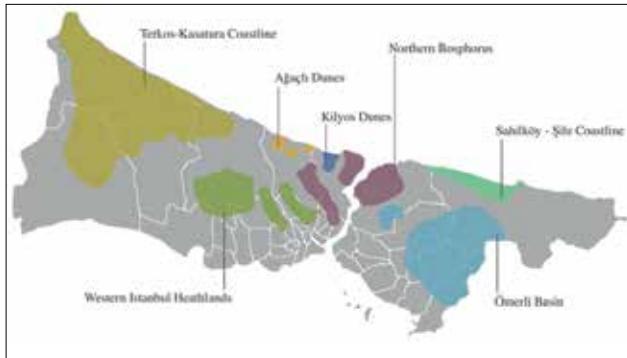 Terkos-Kasatura Coastline
Northern Bosphorus
Ağaçlı Dunes
Kilyos Dunes
Sahilköy - Şile Coastline
Western Istanbul Heathlands
Ömerli Basin